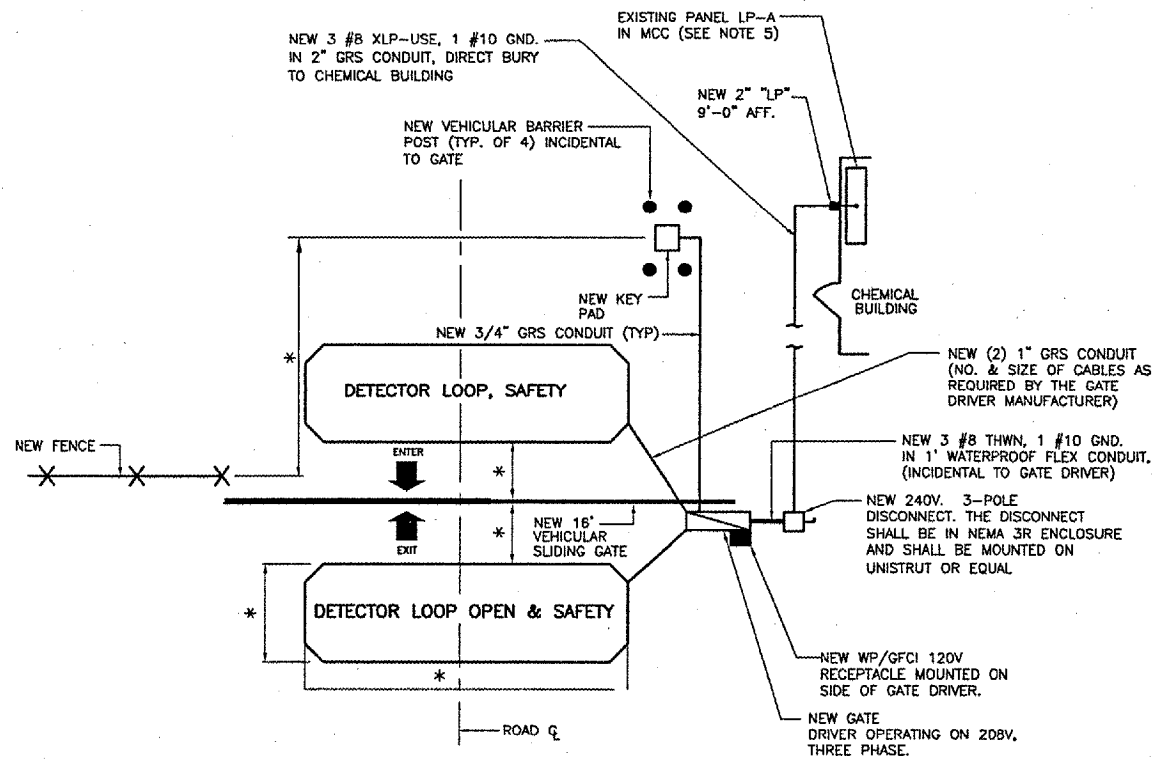 EXISTING PANEL LP-A
IN MCC (SEE NOTE 5)
NEW 3 #8 XLP-USE, 1 #10 GND.
IN 2" GRS CONDUIT, DIRECT BURY
TO CHEMICAL BUILDING
NEW 2" "LP"
9'-0" AFF.
NEW VEHICULAR BARRIER
POST (TYP. OF 4) INCIDENTAL
TO GATE
NEW KEY
PAD
CHEMICAL
BUILDING
NEW 3/4" GRS CONDUIT (TYP)
*
DETECTOR LOOP, SAFETY
NEW (2) 1" GRS CONDUIT
(NO. & SIZE OF CABLES AS
REQUIRED BY THE GATE
DRIVER MANUFACTURER)
NEW FENCE
ENTER
*
NEW 3 #8 THWN, 1 #10 GND.
IN 1' WATERPROOF FLEX CONDUIT.
(INCIDENTAL TO GATE DRIVER)
EXIT
*
NEW 16'
VEHICULAR
SLIDING GATE
NEW 240V. 3-POLE
DISCONNECT. THE DISCONNECT
SHALL BE IN NEMA 3R ENCLOSURE
AND SHALL BE MOUNTED ON
UNISTRUT OR EQUAL
*
DETECTOR LOOP OPEN & SAFETY
*
NEW WP/GFCI 120V
RECEPTACLE MOUNTED ON
SIDE OF GATE DRIVER.
ROAD ℄
NEW GATE
DRIVER OPERATING ON 208V,
THREE PHASE.